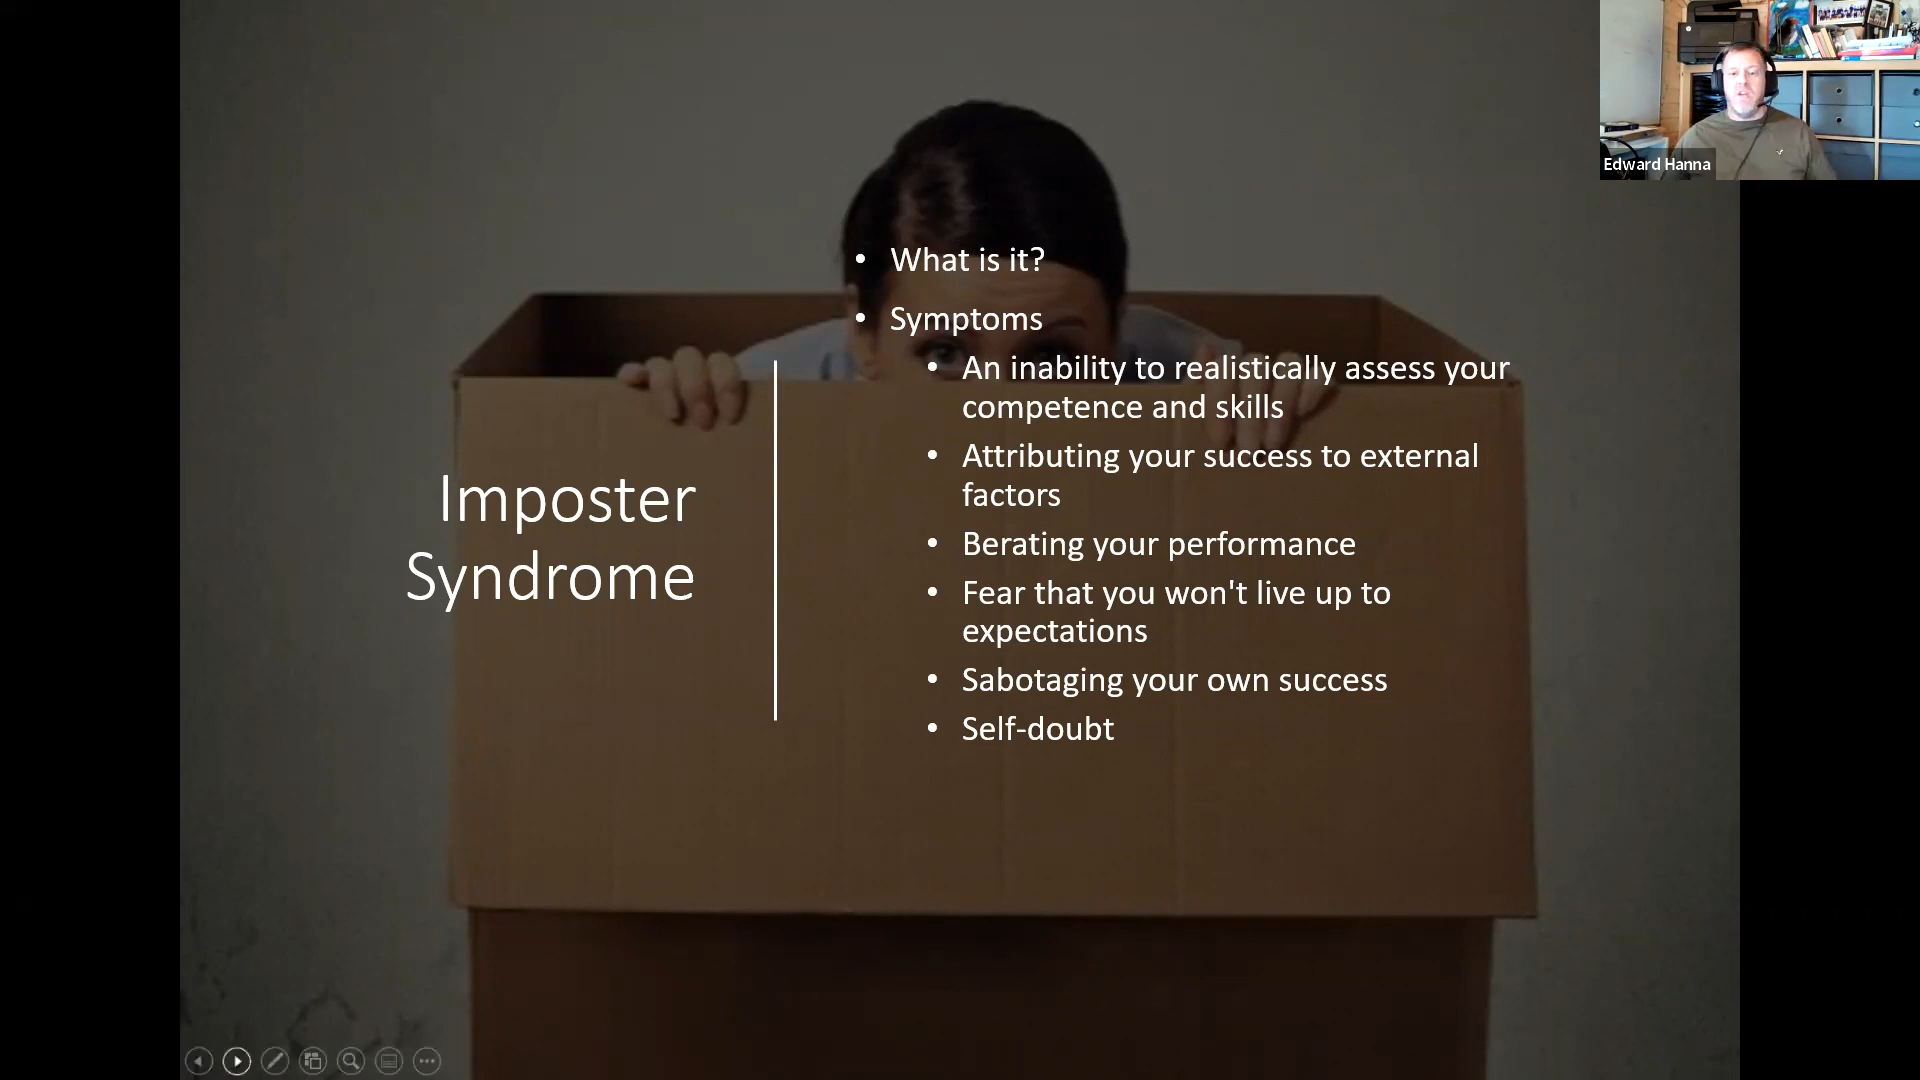 Edward Hanna
Imposter
Syndrome
• What is it?
• Symptoms
• An inability to realistically assess your
competence and skills
• Attributing your success to external
factors
• Berating your performance
• Fear that you won't live up to
expectations
• Sabotaging your own success
• Self-doubt